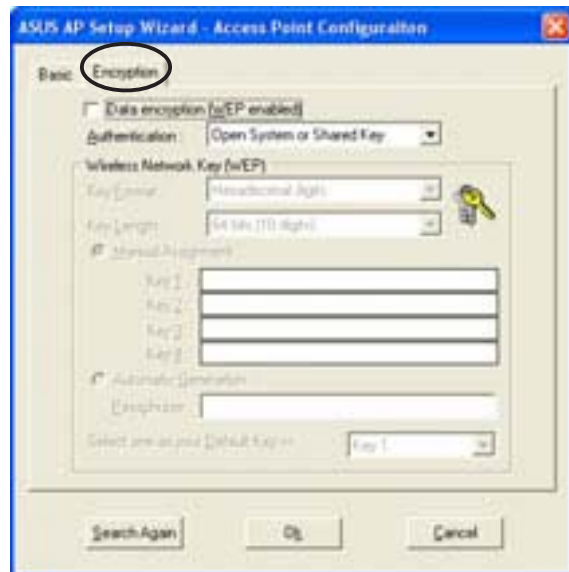 ASUS AP Setup Wizard - Access Point Configuraiton
Basic Encryption
Data encryption (WEP enabled)
Authentication : Open System or Shared Key
Wireless Network Key (WEP)
Key Format : Hexadecimal digits
Key Length : 64 bits (10 digits)
Manual Assignment
Key 1 :
Key 2 :
Key 3 :
Key 4 :
Automatic Generation
Passphrase :
Select one as your Default Key >> Key 1
Search Again Ok Cancel